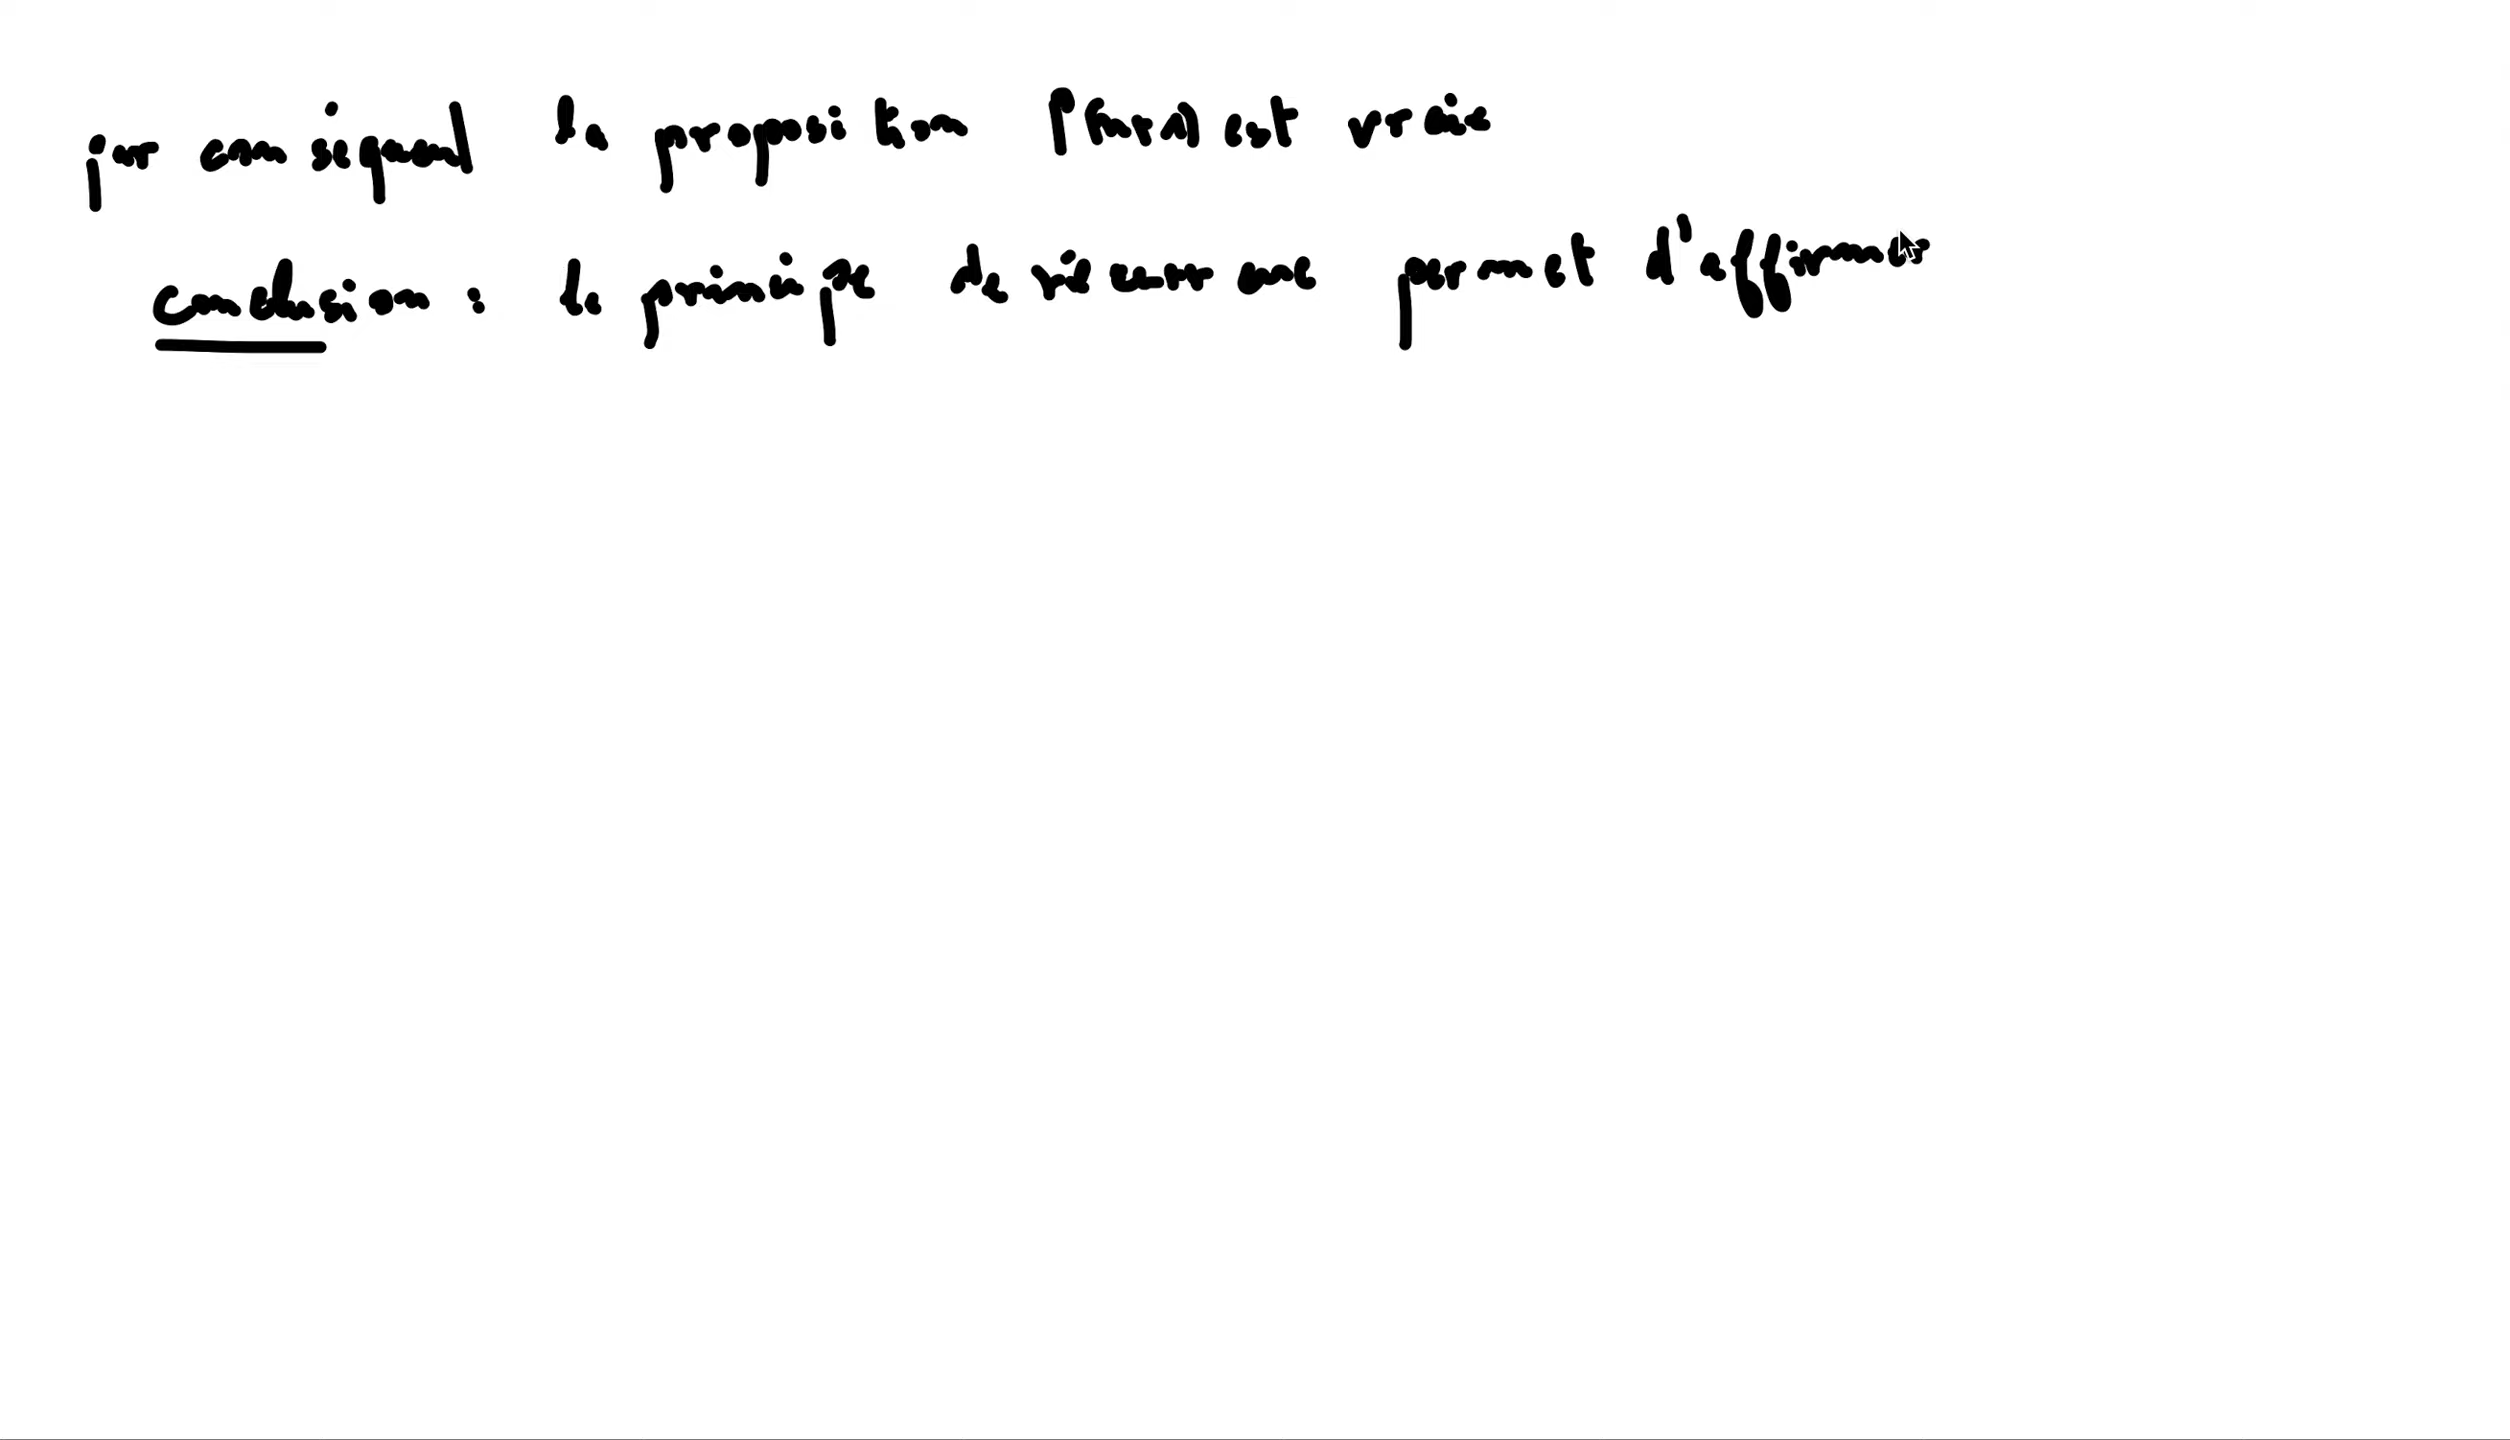 par conséquent la proposition P(n+1) est vraie
conclusion : le principe de récurrence permet d'affirmer